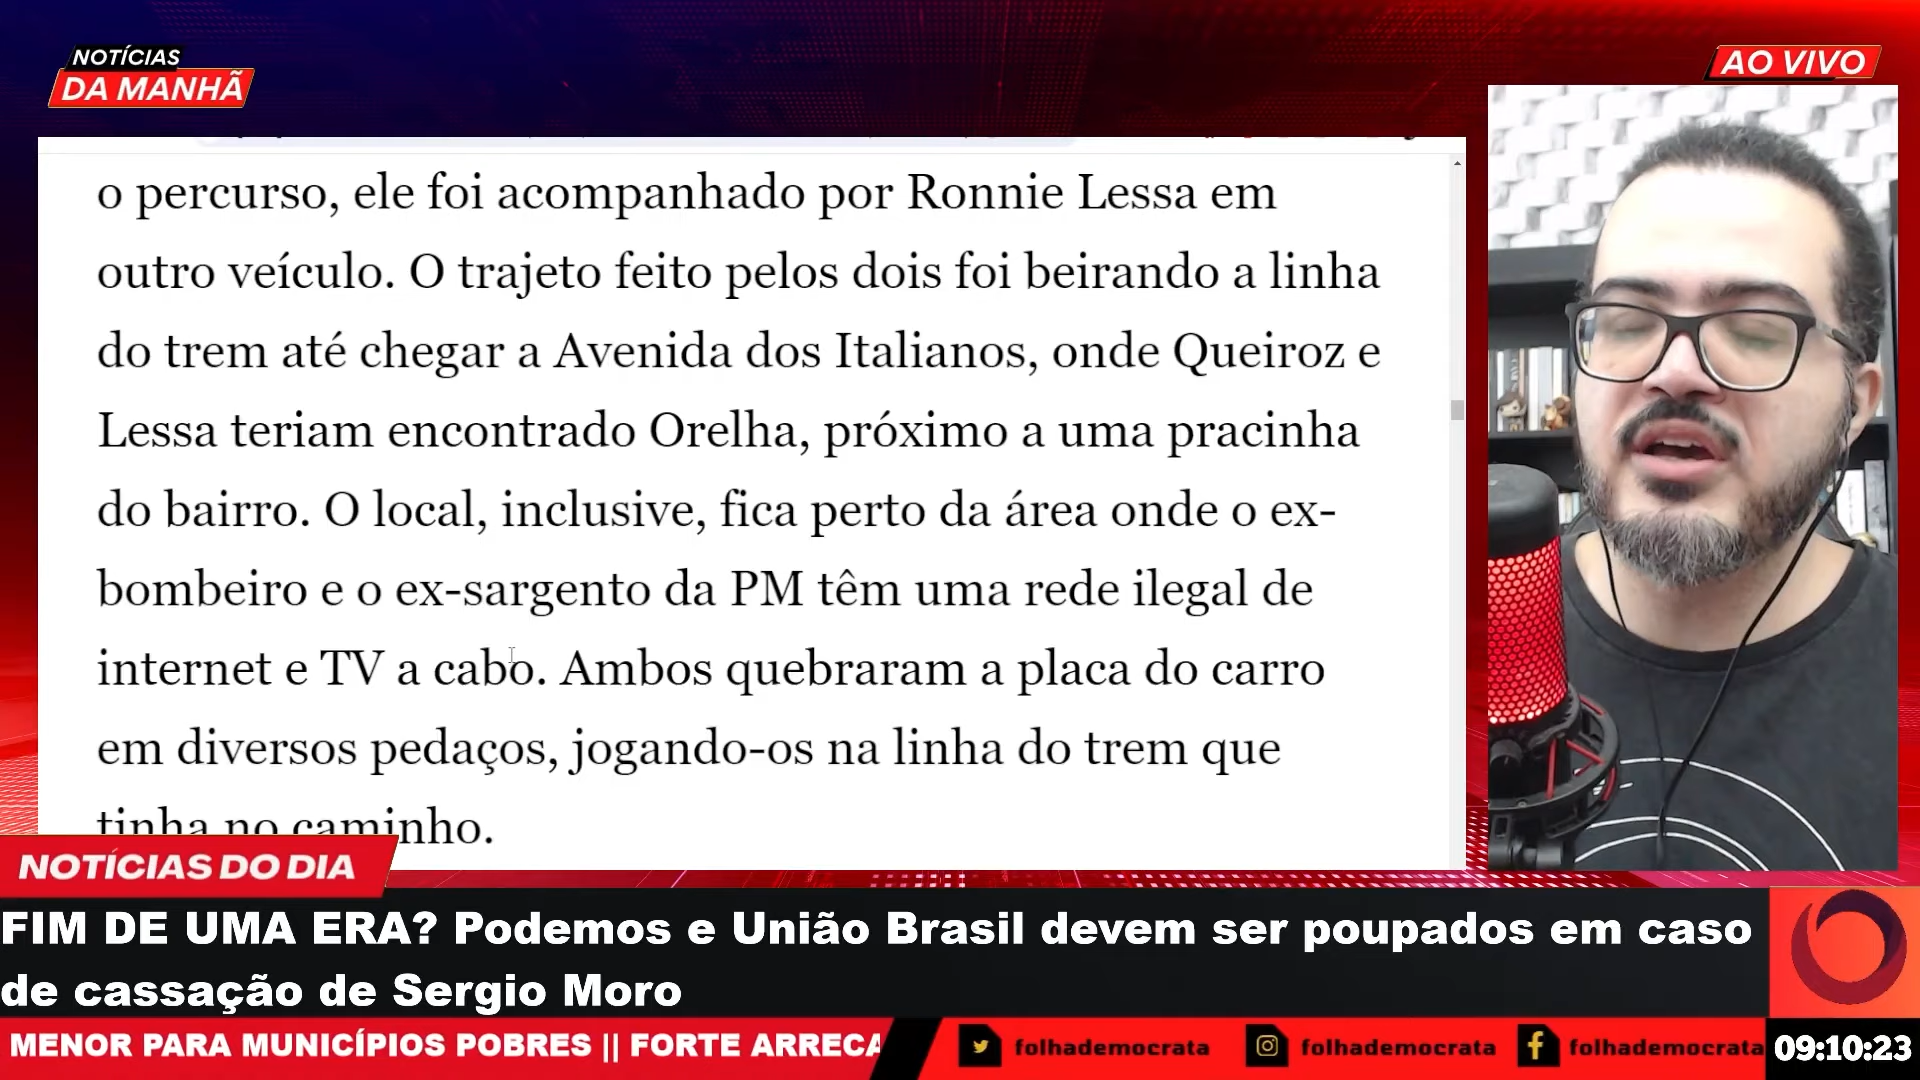 NOTÍCIAS
DA MANHÃ
AO VIVO
o percurso, ele foi acompanhado por Ronnie Lessa em
outro veículo. O trajeto feito pelos dois foi beirando a linha
do trem até chegar a Avenida dos Italianos, onde Queiroz e
Lessa teriam encontrado Orelha, próximo a uma pracinha
do bairro. O local, inclusive, fica perto da área onde o ex-
bombeiro e o ex-sargento da PM têm uma rede ilegal de
internet e TV a cabo. Ambos quebraram a placa do carro
em diversos pedaços, jogando-os na linha do trem que
tinha no caminho.
NOTÍCIAS DO DIA
FIM DE UMA ERA? Podemos e União Brasil devem ser poupados em caso
de cassação de Sergio Moro
MENOR PARA MUNICÍPIOS POBRES || FORTE ARRECA
folhademocrata
folhademocrata
folhademocrata
09:10:23